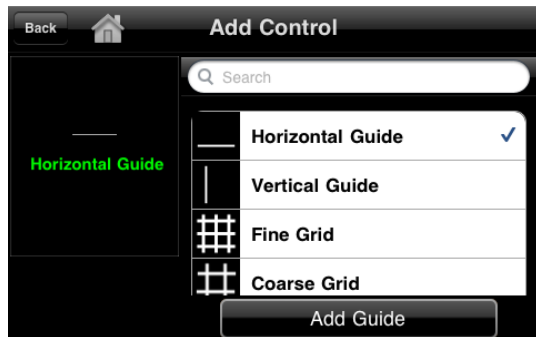 Back
Add Control
Search
Horizontal Guide
Horizontal Guide
Vertical Guide
Fine Grid
Coarse Grid
Add Guide